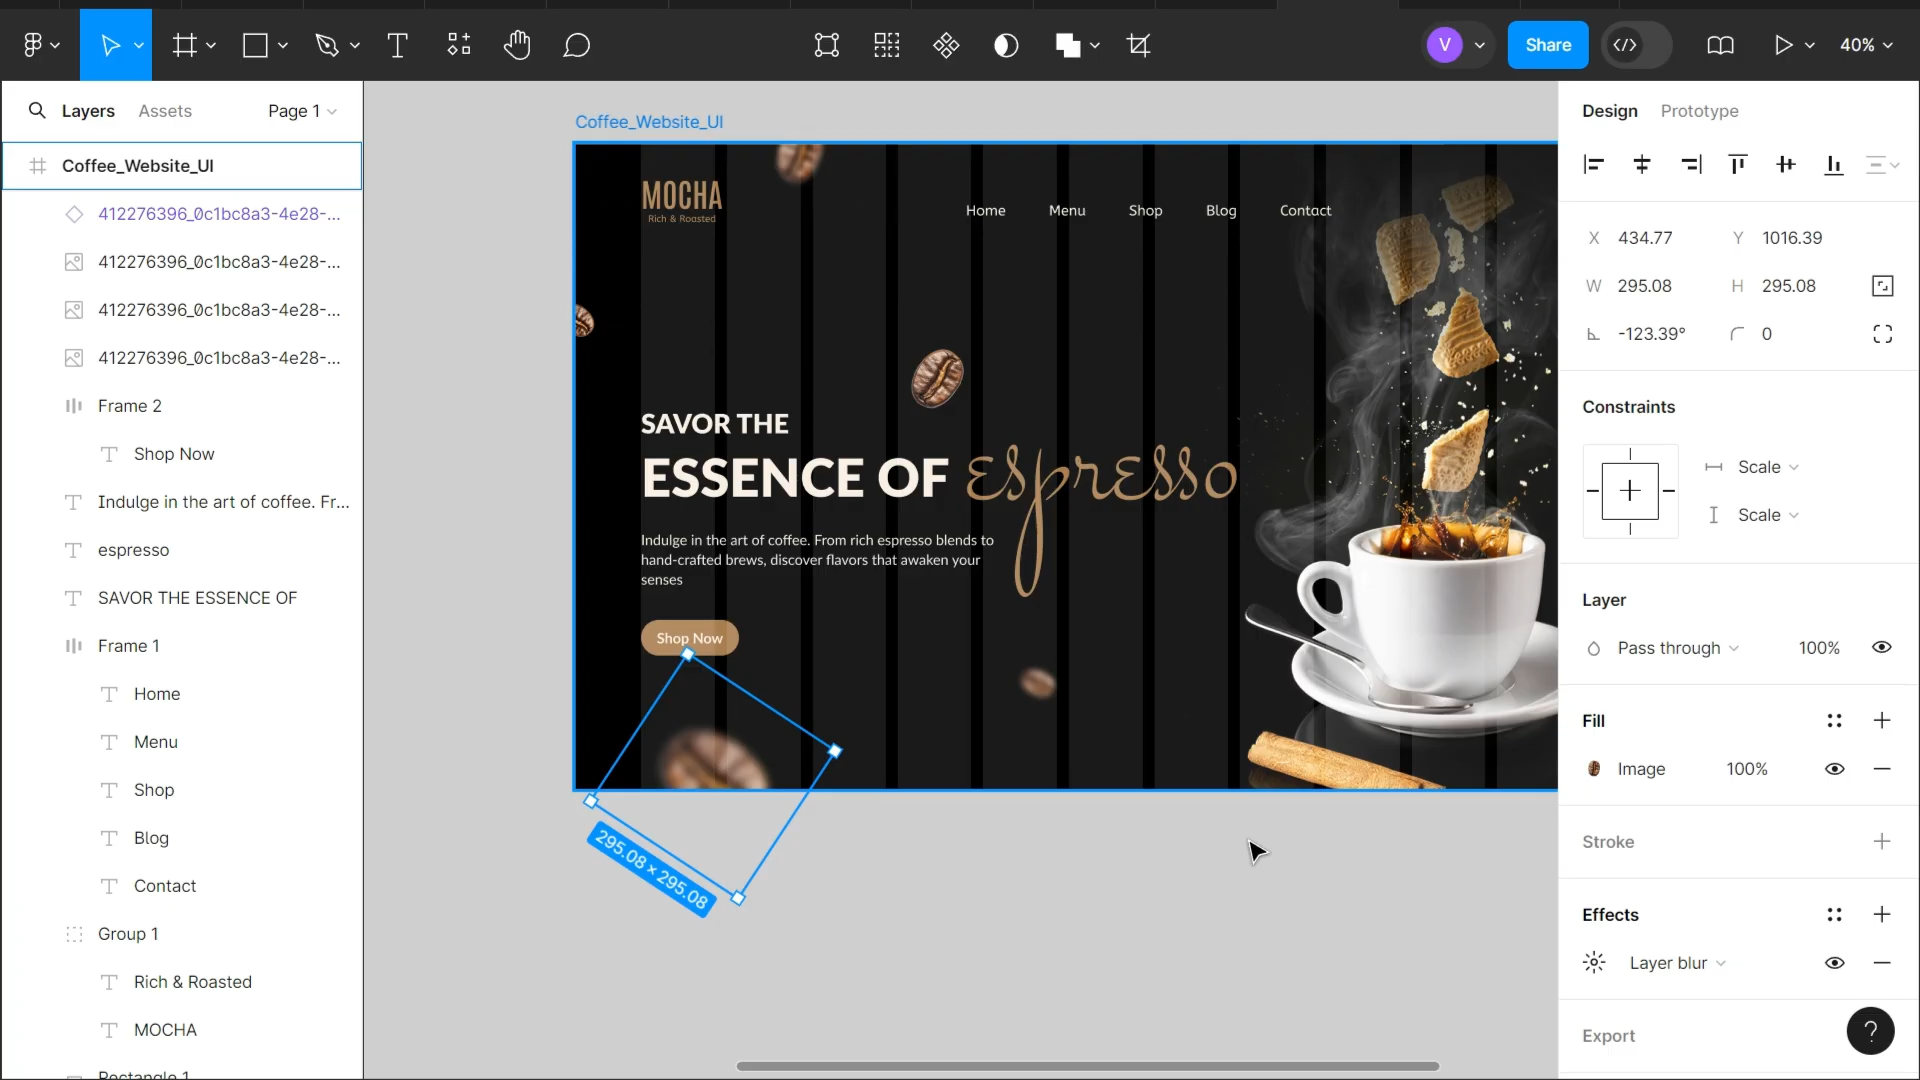 V
Share
40%
Layers
Assets
Page 1
Coffee_Website_UI
412276396_0c1bc8a3-4e28-...
412276396_0c1bc8a3-4e28-...
412276396_0c1bc8a3-4e28-...
412276396_0c1bc8a3-4e28-...
Frame 2
Shop Now
Indulge in the art of coffee. Fr...
espresso
SAVOR THE ESSENCE OF
Frame 1
Home
Menu
Shop
Blog
Contact
Group 1
Rich & Roasted
MOCHA
Rectangle 1
Coffee_Website_UI
MOCHA
Rich & Roasted
Home
Menu
Shop
Blog
Contact
SAVOR THE
ESSENCE OF espresso
Indulge in the art of coffee. From rich espresso blends to
hand-crafted brews, discover flavors that awaken your
senses
Shop Now
295.08 × 295.08
Design
Prototype
X 434.77
Y 1016.39
W 295.08
H 295.08
-123.39°
0
Constraints
Scale
Scale
Layer
Pass through
100%
Fill
Image
100%
Stroke
Effects
Layer blur
Export
?